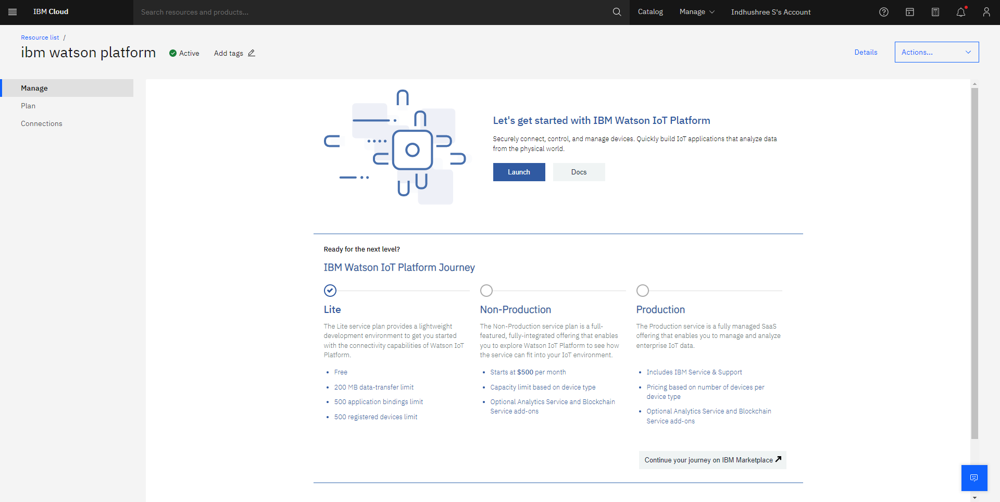 IBM Cloud
Search resources and products...
Catalog
Manage
Indhushree S's Account
Resource list /
ibm watson platform
Active
Add tags
Details
Actions...
Manage
Plan
Connections
Let's get started with IBM Watson IoT Platform
Securely connect, control, and manage devices. Quickly build IoT applications that analyze data
from the physical world.
Launch
Docs
Ready for the next level?
IBM Watson IoT Platform Journey
Lite
The Lite service plan provides a lightweight
development environment to get you started
with the connectivity capabilities of Watson IoT
Platform.
• Free
• 200 MB data-transfer limit
• 500 application bindings limit
• 500 registered devices limit
Non-Production
The Non-Production service plan is a full-
featured, fully-integrated offering that enables
you to explore Watson IoT Platform to see how
the service can fit into your IoT environment.
• Starts at $500 per month
• Capacity limit based on device type
• Optional Analytics Service and Blockchain
Service add-ons
Production
The Production service is a fully managed SaaS
offering that enables you to manage and analyze
enterprise IoT data.
• Includes IBM Service & Support
• Pricing based on number of devices per
device type
• Optional Analytics Service and Blockchain
Service add-ons
Continue your journey on IBM Marketplace